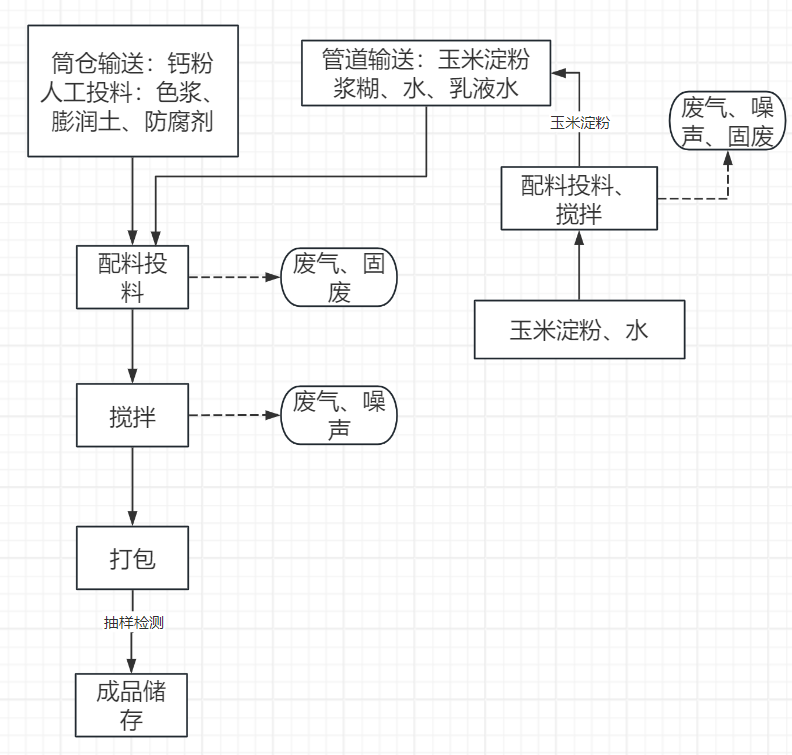 筒仓输送：钙粉
人工投料：色浆、
膨润土、防腐剂
管道输送：玉米淀粉
浆糊、水、乳液水
玉米淀粉
废气、噪
声、固废
配料投料、
搅拌
玉米淀粉、水
配料投
料
废气、固
废
搅拌
废气、噪
声
打包
抽样检测
成品储
存